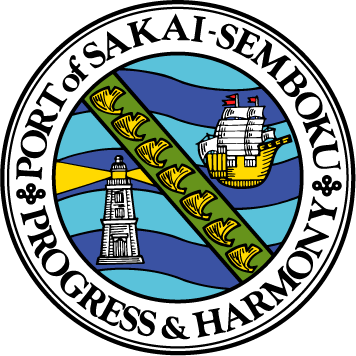 PORT of SAKAI-SEMBOKU
PROGRESS & HARMONY